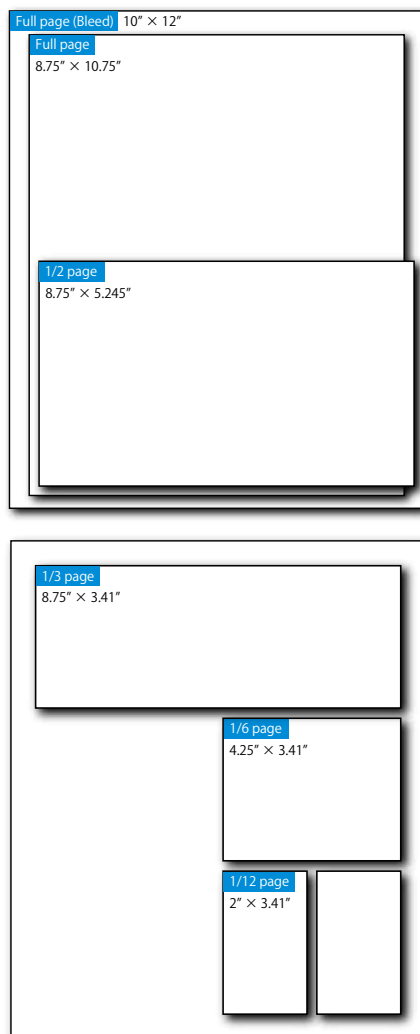 Full page (Bleed) 10” × 12”
Full page
8.75” × 10.75”
1/2 page
8.75” × 5.245”
1/3 page
8.75” × 3.41”
1/6 page
4.25” × 3.41”
1/12 page
2” × 3.41”